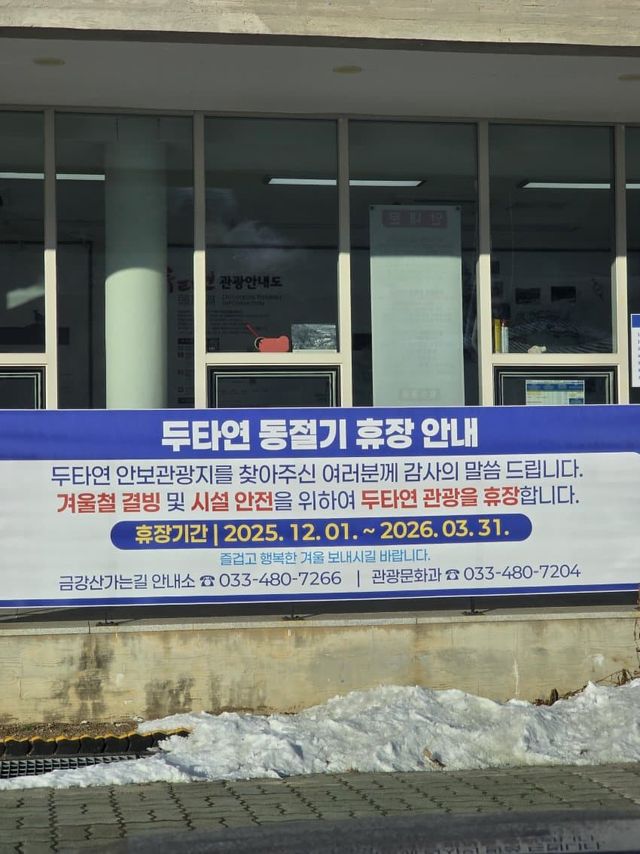 안내문
관광안내도
두타연 동절기 휴장 안내
두타연 안보관광지를 찾아주신 여러분께 감사의 말씀 드립니다.
겨울철 결빙 및 시설 안전을 위하여 두타연 관광을 휴장합니다.
휴장기간 | 2025. 12. 01. ~ 2026. 03. 31.
즐겁고 행복한 겨울 보내시길 바랍니다.
금강산가는길 안내소 ☎ 033-480-7266 | 관광문화과 ☎ 033-480-7204